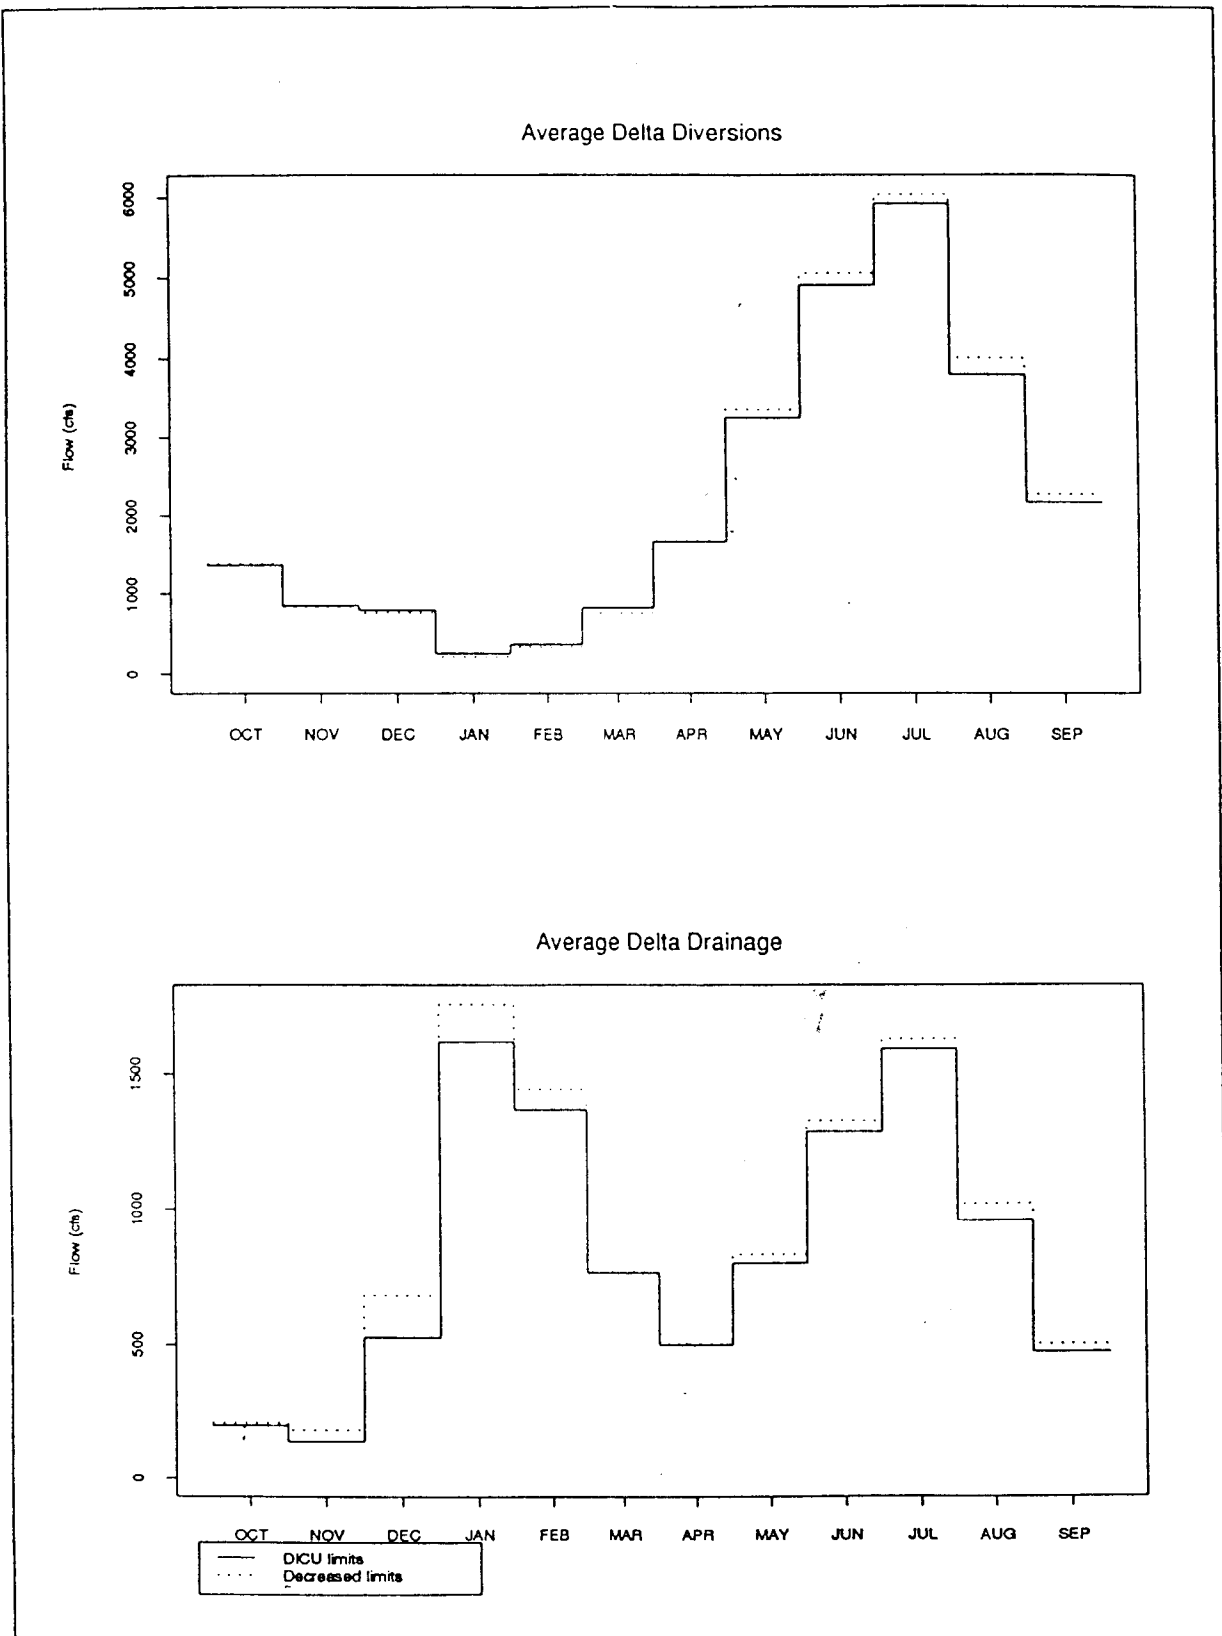 Average Delta Diversions
6000
5000
4000
3000
2000
1000
0
Flow (cfs)
OCT NOV DEC JAN FEB MAR APR MAY JUN JUL AUG SEP
Average Delta Drainage
1500
1000
500
0
Flow (cfs)
OCT NOV DEC JAN FEB MAR APR MAY JUN JUL AUG SEP
DICU limits
Decreased limits